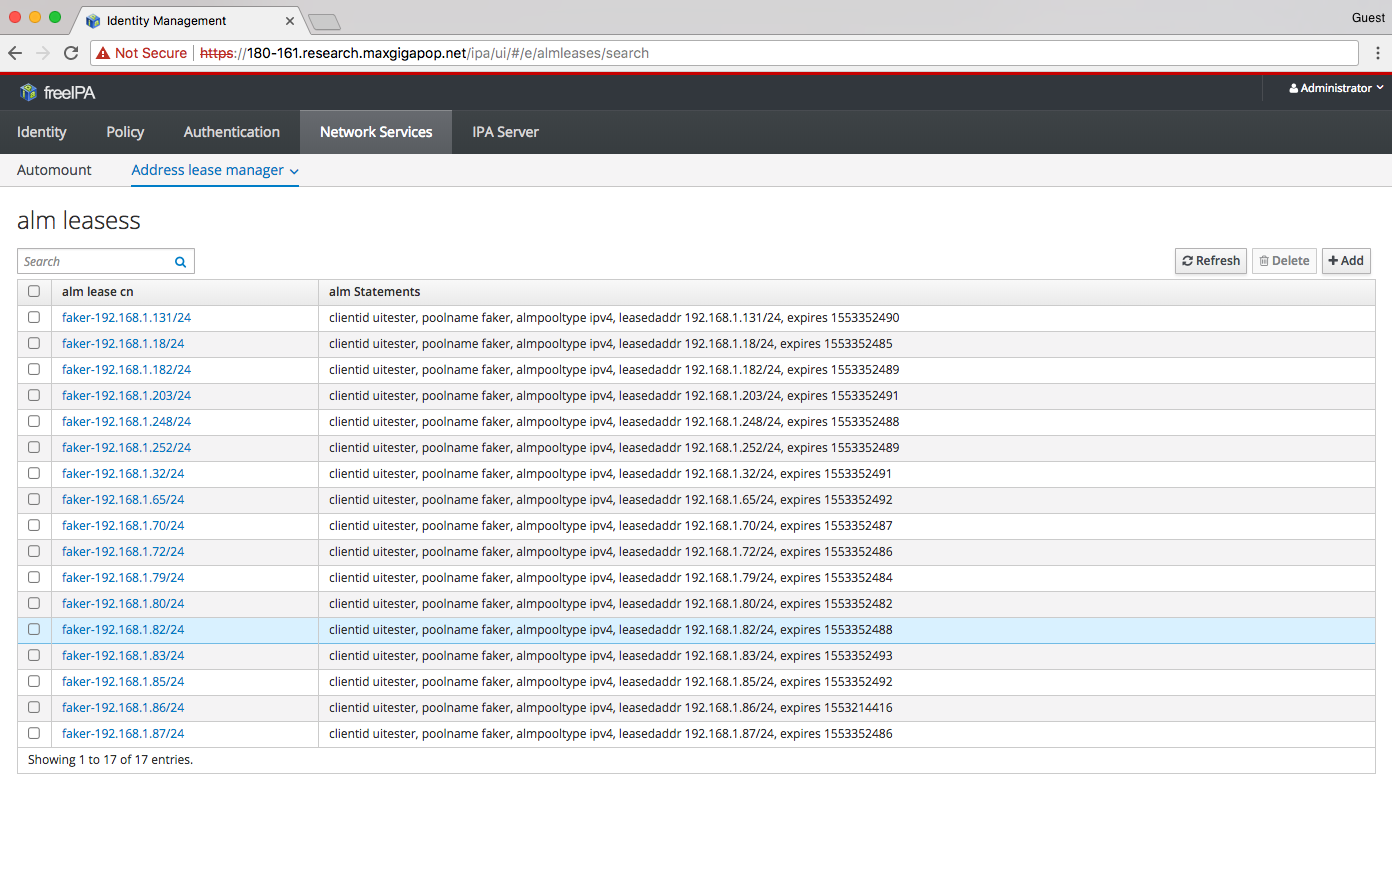 Identity Management
Guest
Not Secure https://180-161.research.maxgigapop.net/ipa/ui/#/e/almleases/search
freeIPA
Administrator
Identity Policy Authentication Network Services IPA Server
Automount Address lease manager
alm leasess
Search
Refresh Delete + Add
alm lease cn alm Statements
faker-192.168.1.131/24 clientid uitester, poolname faker, almpooltype ipv4, leasedaddr 192.168.1.131/24, expires 1553352490
faker-192.168.1.18/24 clientid uitester, poolname faker, almpooltype ipv4, leasedaddr 192.168.1.18/24, expires 1553352485
faker-192.168.1.182/24 clientid uitester, poolname faker, almpooltype ipv4, leasedaddr 192.168.1.182/24, expires 1553352489
faker-192.168.1.203/24 clientid uitester, poolname faker, almpooltype ipv4, leasedaddr 192.168.1.203/24, expires 1553352491
faker-192.168.1.248/24 clientid uitester, poolname faker, almpooltype ipv4, leasedaddr 192.168.1.248/24, expires 1553352488
faker-192.168.1.252/24 clientid uitester, poolname faker, almpooltype ipv4, leasedaddr 192.168.1.252/24, expires 1553352489
faker-192.168.1.32/24 clientid uitester, poolname faker, almpooltype ipv4, leasedaddr 192.168.1.32/24, expires 1553352491
faker-192.168.1.65/24 clientid uitester, poolname faker, almpooltype ipv4, leasedaddr 192.168.1.65/24, expires 1553352492
faker-192.168.1.70/24 clientid uitester, poolname faker, almpooltype ipv4, leasedaddr 192.168.1.70/24, expires 1553352487
faker-192.168.1.72/24 clientid uitester, poolname faker, almpooltype ipv4, leasedaddr 192.168.1.72/24, expires 1553352486
faker-192.168.1.79/24 clientid uitester, poolname faker, almpooltype ipv4, leasedaddr 192.168.1.79/24, expires 1553352484
faker-192.168.1.80/24 clientid uitester, poolname faker, almpooltype ipv4, leasedaddr 192.168.1.80/24, expires 1553352482
faker-192.168.1.82/24 clientid uitester, poolname faker, almpooltype ipv4, leasedaddr 192.168.1.82/24, expires 1553352488
faker-192.168.1.83/24 clientid uitester, poolname faker, almpooltype ipv4, leasedaddr 192.168.1.83/24, expires 1553352493
faker-192.168.1.85/24 clientid uitester, poolname faker, almpooltype ipv4, leasedaddr 192.168.1.85/24, expires 1553352492
faker-192.168.1.86/24 clientid uitester, poolname faker, almpooltype ipv4, leasedaddr 192.168.1.86/24, expires 1553214416
faker-192.168.1.87/24 clientid uitester, poolname faker, almpooltype ipv4, leasedaddr 192.168.1.87/24, expires 1553352486
Showing 1 to 17 of 17 entries.